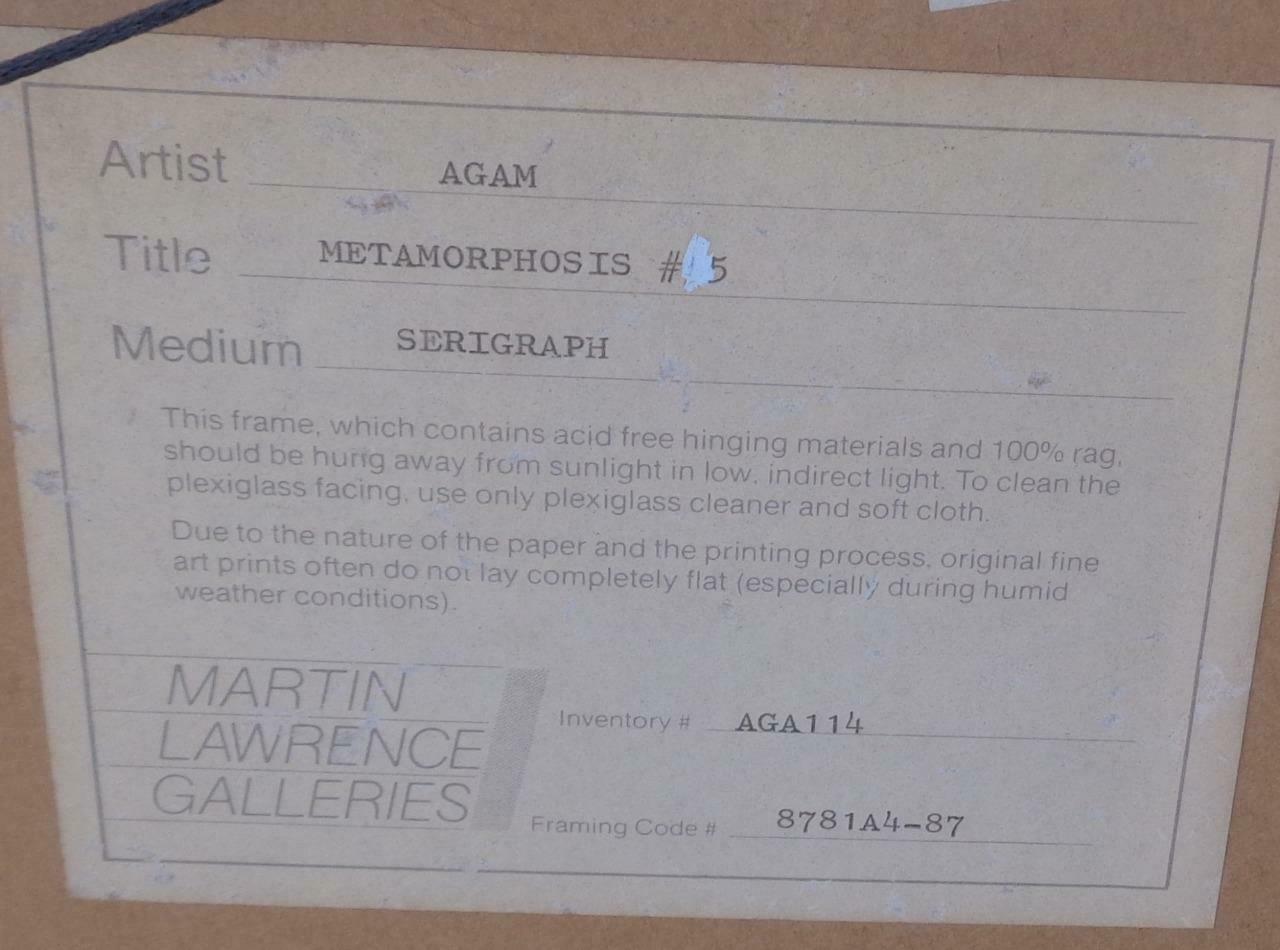 Artist AGAM
Title METAMORPHOSIS # 5
Medium SERIGRAPH
This frame, which contains acid free hinging materials and 100% rag,
should be hung away from sunlight in low, indirect light. To clean the
plexiglass facing, use only plexiglass cleaner and soft cloth.
Due to the nature of the paper and the printing process, original fine
art prints often do not lay completely flat (especially during humid
weather conditions).
MARTIN
LAWRENCE
GALLERIES
Inventory # AGA114
Framing Code # 8781A4-87